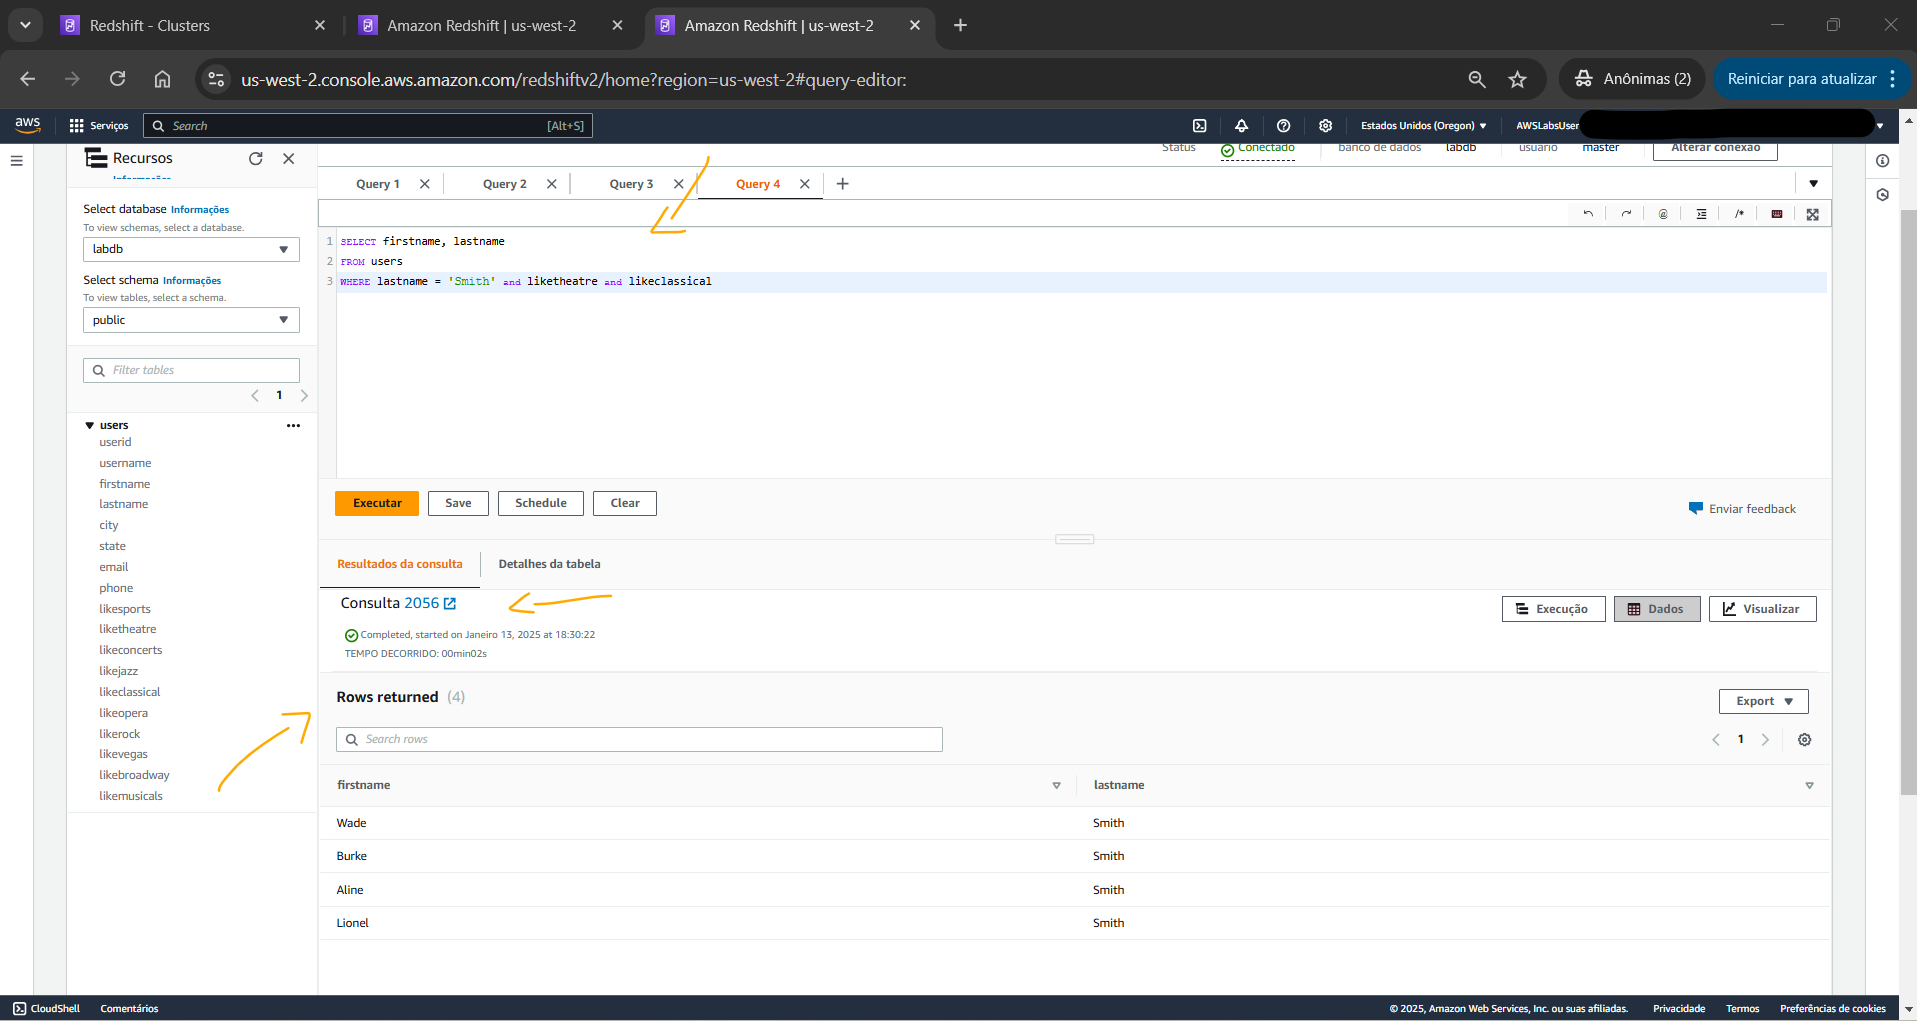 Redshift - Clusters
Amazon Redshift | us-west-2
Amazon Redshift | us-west-2
us-west-2.console.aws.amazon.com/redshiftv2/home?region=us-west-2#query-editor:
Anônimas (2)
Reiniciar para atualizar
aws
Serviços
Search
[Alt+S]
Estados Unidos (Oregon)
AWSLabsUser
Recursos
Informações
Select database Informações
To view schemas, select a database.
labdb
Select schema Informações
To view tables, select a schema.
public
Filter tables
1
users
userid
username
firstname
lastname
city
state
email
phone
likesports
liketheatre
likeconcerts
likejazz
likeclassical
likeopera
likerock
likevegas
likebroadway
likemusicals
Status
Conectado
banco de dados
labdb
usuário
master
Alterar conexão
Query 1
Query 2
Query 3
Query 4
1 SELECT firstname, lastname
2 FROM users
3 WHERE lastname = 'Smith' and liketheatre and likeclassical
Executar
Save
Schedule
Clear
Enviar feedback
Resultados da consulta
Detalhes da tabela
Consulta 2056
Execução
Dados
Visualizar
Completed, started on Janeiro 13, 2025 at 18:30:22
TEMPO DECORRIDO: 00min02s
Rows returned (4)
Export
Search rows
1
firstname lastname
Wade Smith
Burke Smith
Aline Smith
Lionel Smith
CloudShell
Comentários
© 2025, Amazon Web Services, Inc. ou suas afiliadas.
Privacidade
Termos
Preferências de cookies